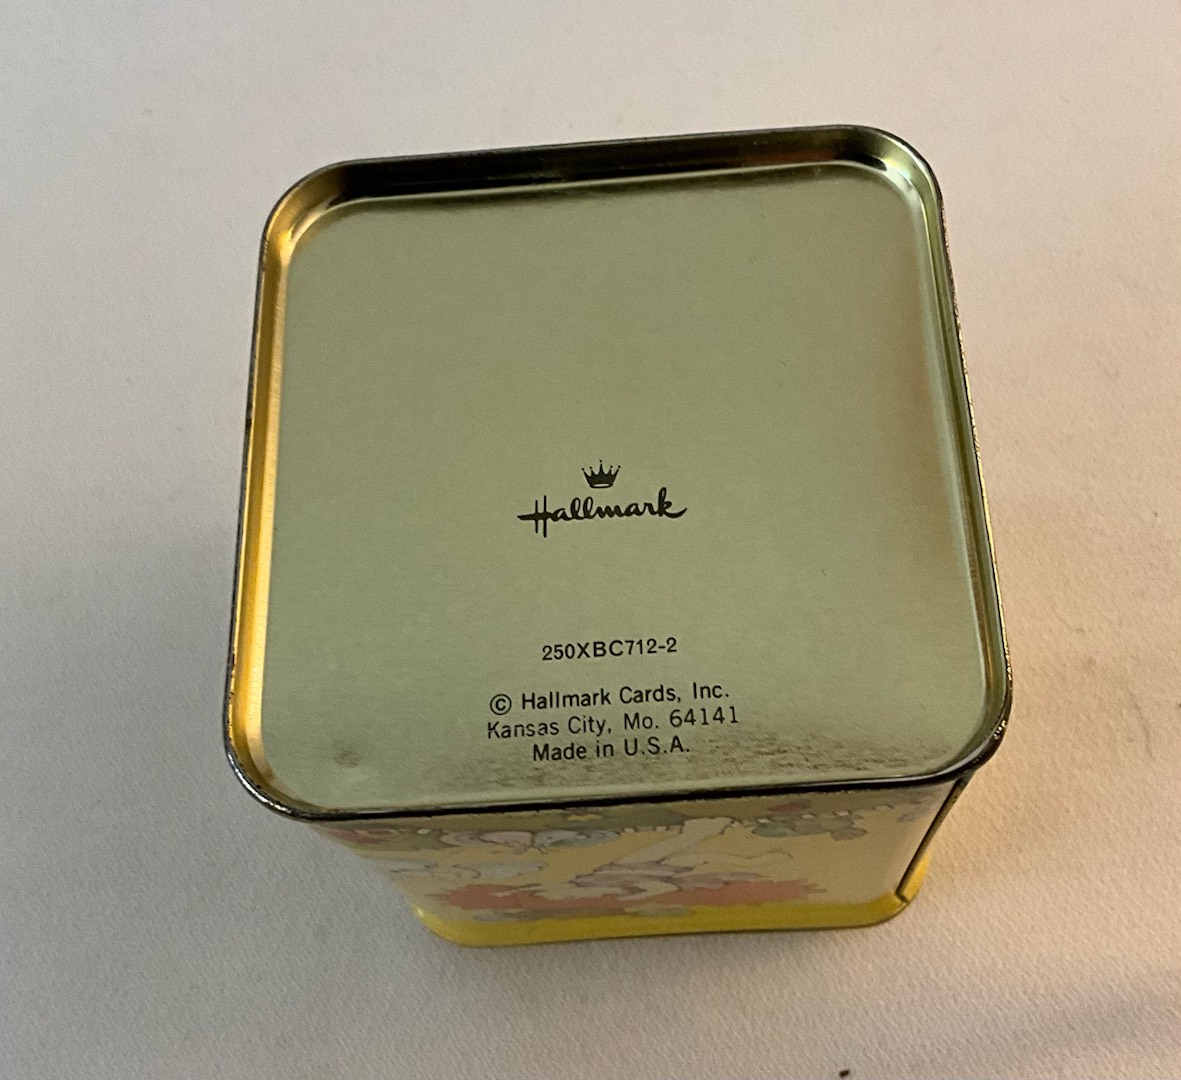 Hallmark
250XBC712-2
© Hallmark Cards, Inc.
Kansas City, Mo. 64141
Made in U.S.A.